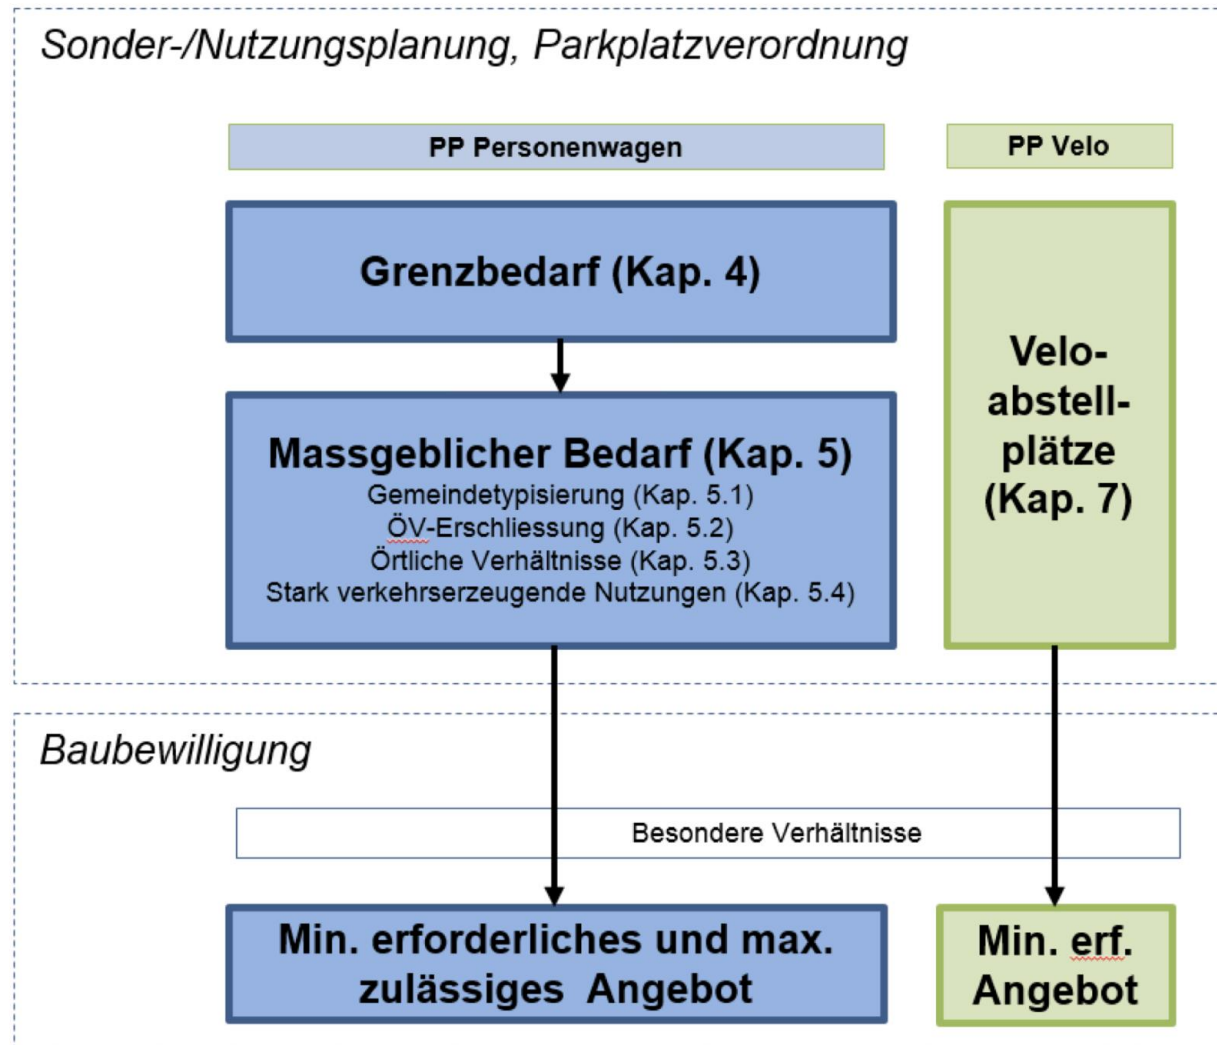 Sonder-/Nutzungsplanung, Parkplatzverordnung
PP Personenwagen
PP Velo
Grenzbedarf (Kap. 4)
Massgeblicher Bedarf (Kap. 5)
Gemeindetypisierung (Kap. 5.1)
ÖV-Erschliessung (Kap. 5.2)
Örtliche Verhältnisse (Kap. 5.3)
Stark verkehrserzeugende Nutzungen (Kap. 5.4)
Velo-
abstell-
plätze
(Kap. 7)
Baubewilligung
Besondere Verhältnisse
Min. erforderliches und max.
zulässiges Angebot
Min. erf.
Angebot